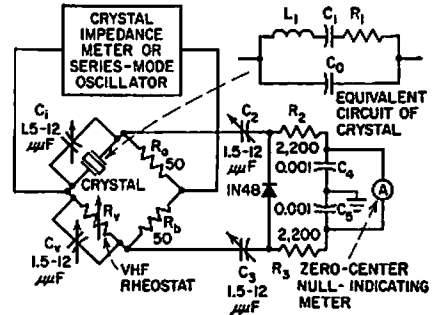 CRYSTAL
IMPEDANCE
METER OR
SERIES-MODE
OSCILLATOR
L1
C1
R1
C0
EQUIVALENT
CIRCUIT OF
CRYSTAL
Ci
1.5-12
μμF
CRYSTAL
Ra
50
C2
1.5-12
μμF
R2
2,200
0.001
C4
1N48
A
Rv
Rb
50
0.001
C5
2,200
Cv
1.5-12
μμF
VHF
RHEOSTAT
C3
1.5-12
μμF
R3
ZERO-CENTER
NULL-INDICATING
METER